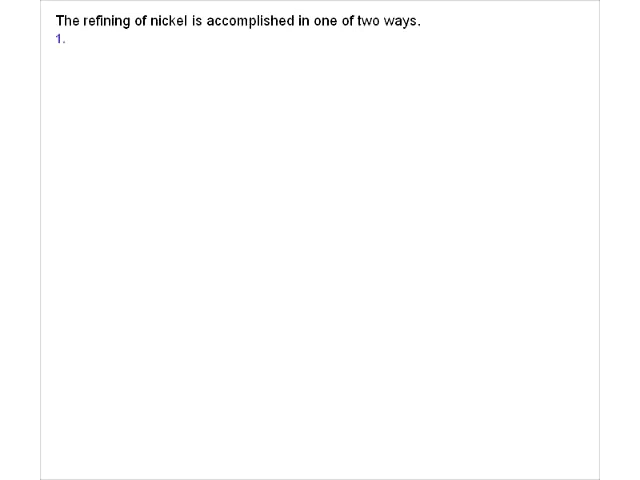 The refining of nickel is accomplished in one of two ways.
1.